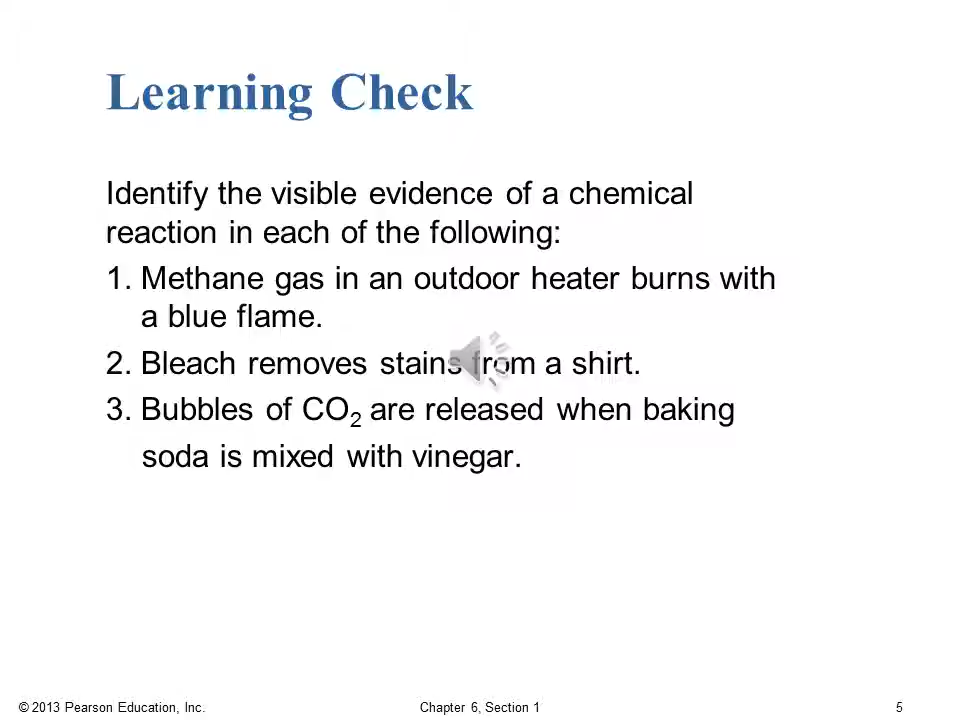 Learning Check
Identify the visible evidence of a chemical
reaction in each of the following:
1. Methane gas in an outdoor heater burns with
a blue flame.
2. Bleach removes stains from a shirt.
3. Bubbles of CO₂ are released when baking
soda is mixed with vinegar.
© 2013 Pearson Education, Inc.
Chapter 6, Section 1
5